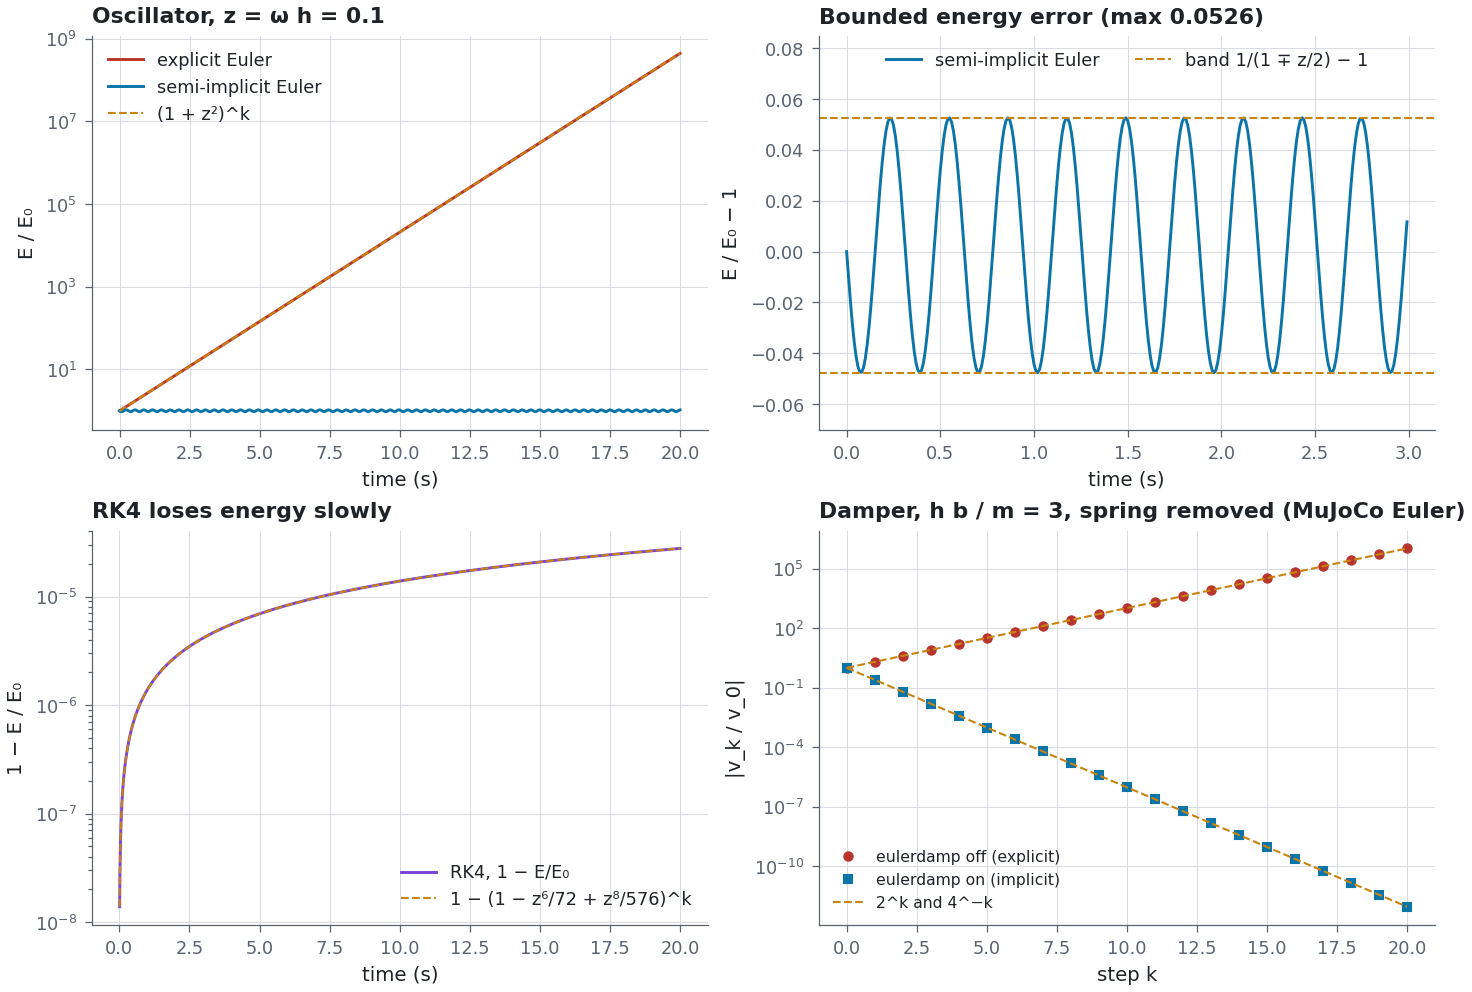 Oscillator, z = ω h = 0.1
10⁹
10⁷
10⁵
10³
10¹
E / E₀
explicit Euler
semi-implicit Euler
(1 + z²)^k
0.0 2.5 5.0 7.5 10.0 12.5 15.0 17.5 20.0
time (s)
Bounded energy error (max 0.0526)
0.08
0.06
0.04
0.02
0.00
−0.02
−0.04
−0.06
E / E₀ − 1
semi-implicit Euler
band 1/(1 ∓ z/2) − 1
0.0 0.5 1.0 1.5 2.0 2.5 3.0
time (s)
RK4 loses energy slowly
10⁻⁵
10⁻⁶
10⁻⁷
10⁻⁸
1 − E / E₀
RK4, 1 − E/E₀
1 − (1 − z⁶/72 + z⁸/576)^k
0.0 2.5 5.0 7.5 10.0 12.5 15.0 17.5 20.0
time (s)
Damper, h b / m = 3, spring removed (MuJoCo Euler)
10⁵
10²
10⁻¹
10⁻⁴
10⁻⁷
10⁻¹⁰
|v_k / v_0|
eulerdamp off (explicit)
eulerdamp on (implicit)
2^k and 4^−k
0.0 2.5 5.0 7.5 10.0 12.5 15.0 17.5 20.0
step k